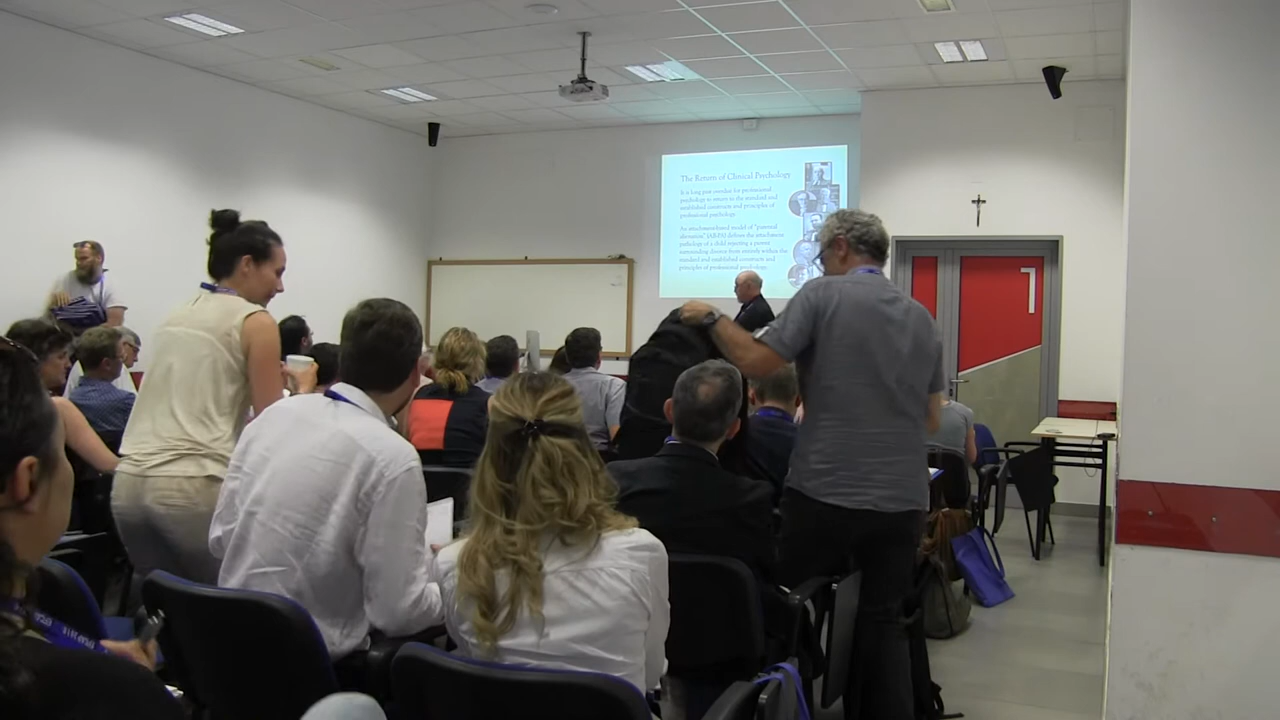 The Return of Clinical Psychology
It is long past overdue for professional
psychology to return to the standard and
established constructs and principles of
professional psychology.
An attachment-based model of "parental
alienation" (AB-PA) defines the attachment
pathology of a child rejecting a parent
surrounding divorce from entirely within the
standard and established constructs and
principles of professional psychology.
1